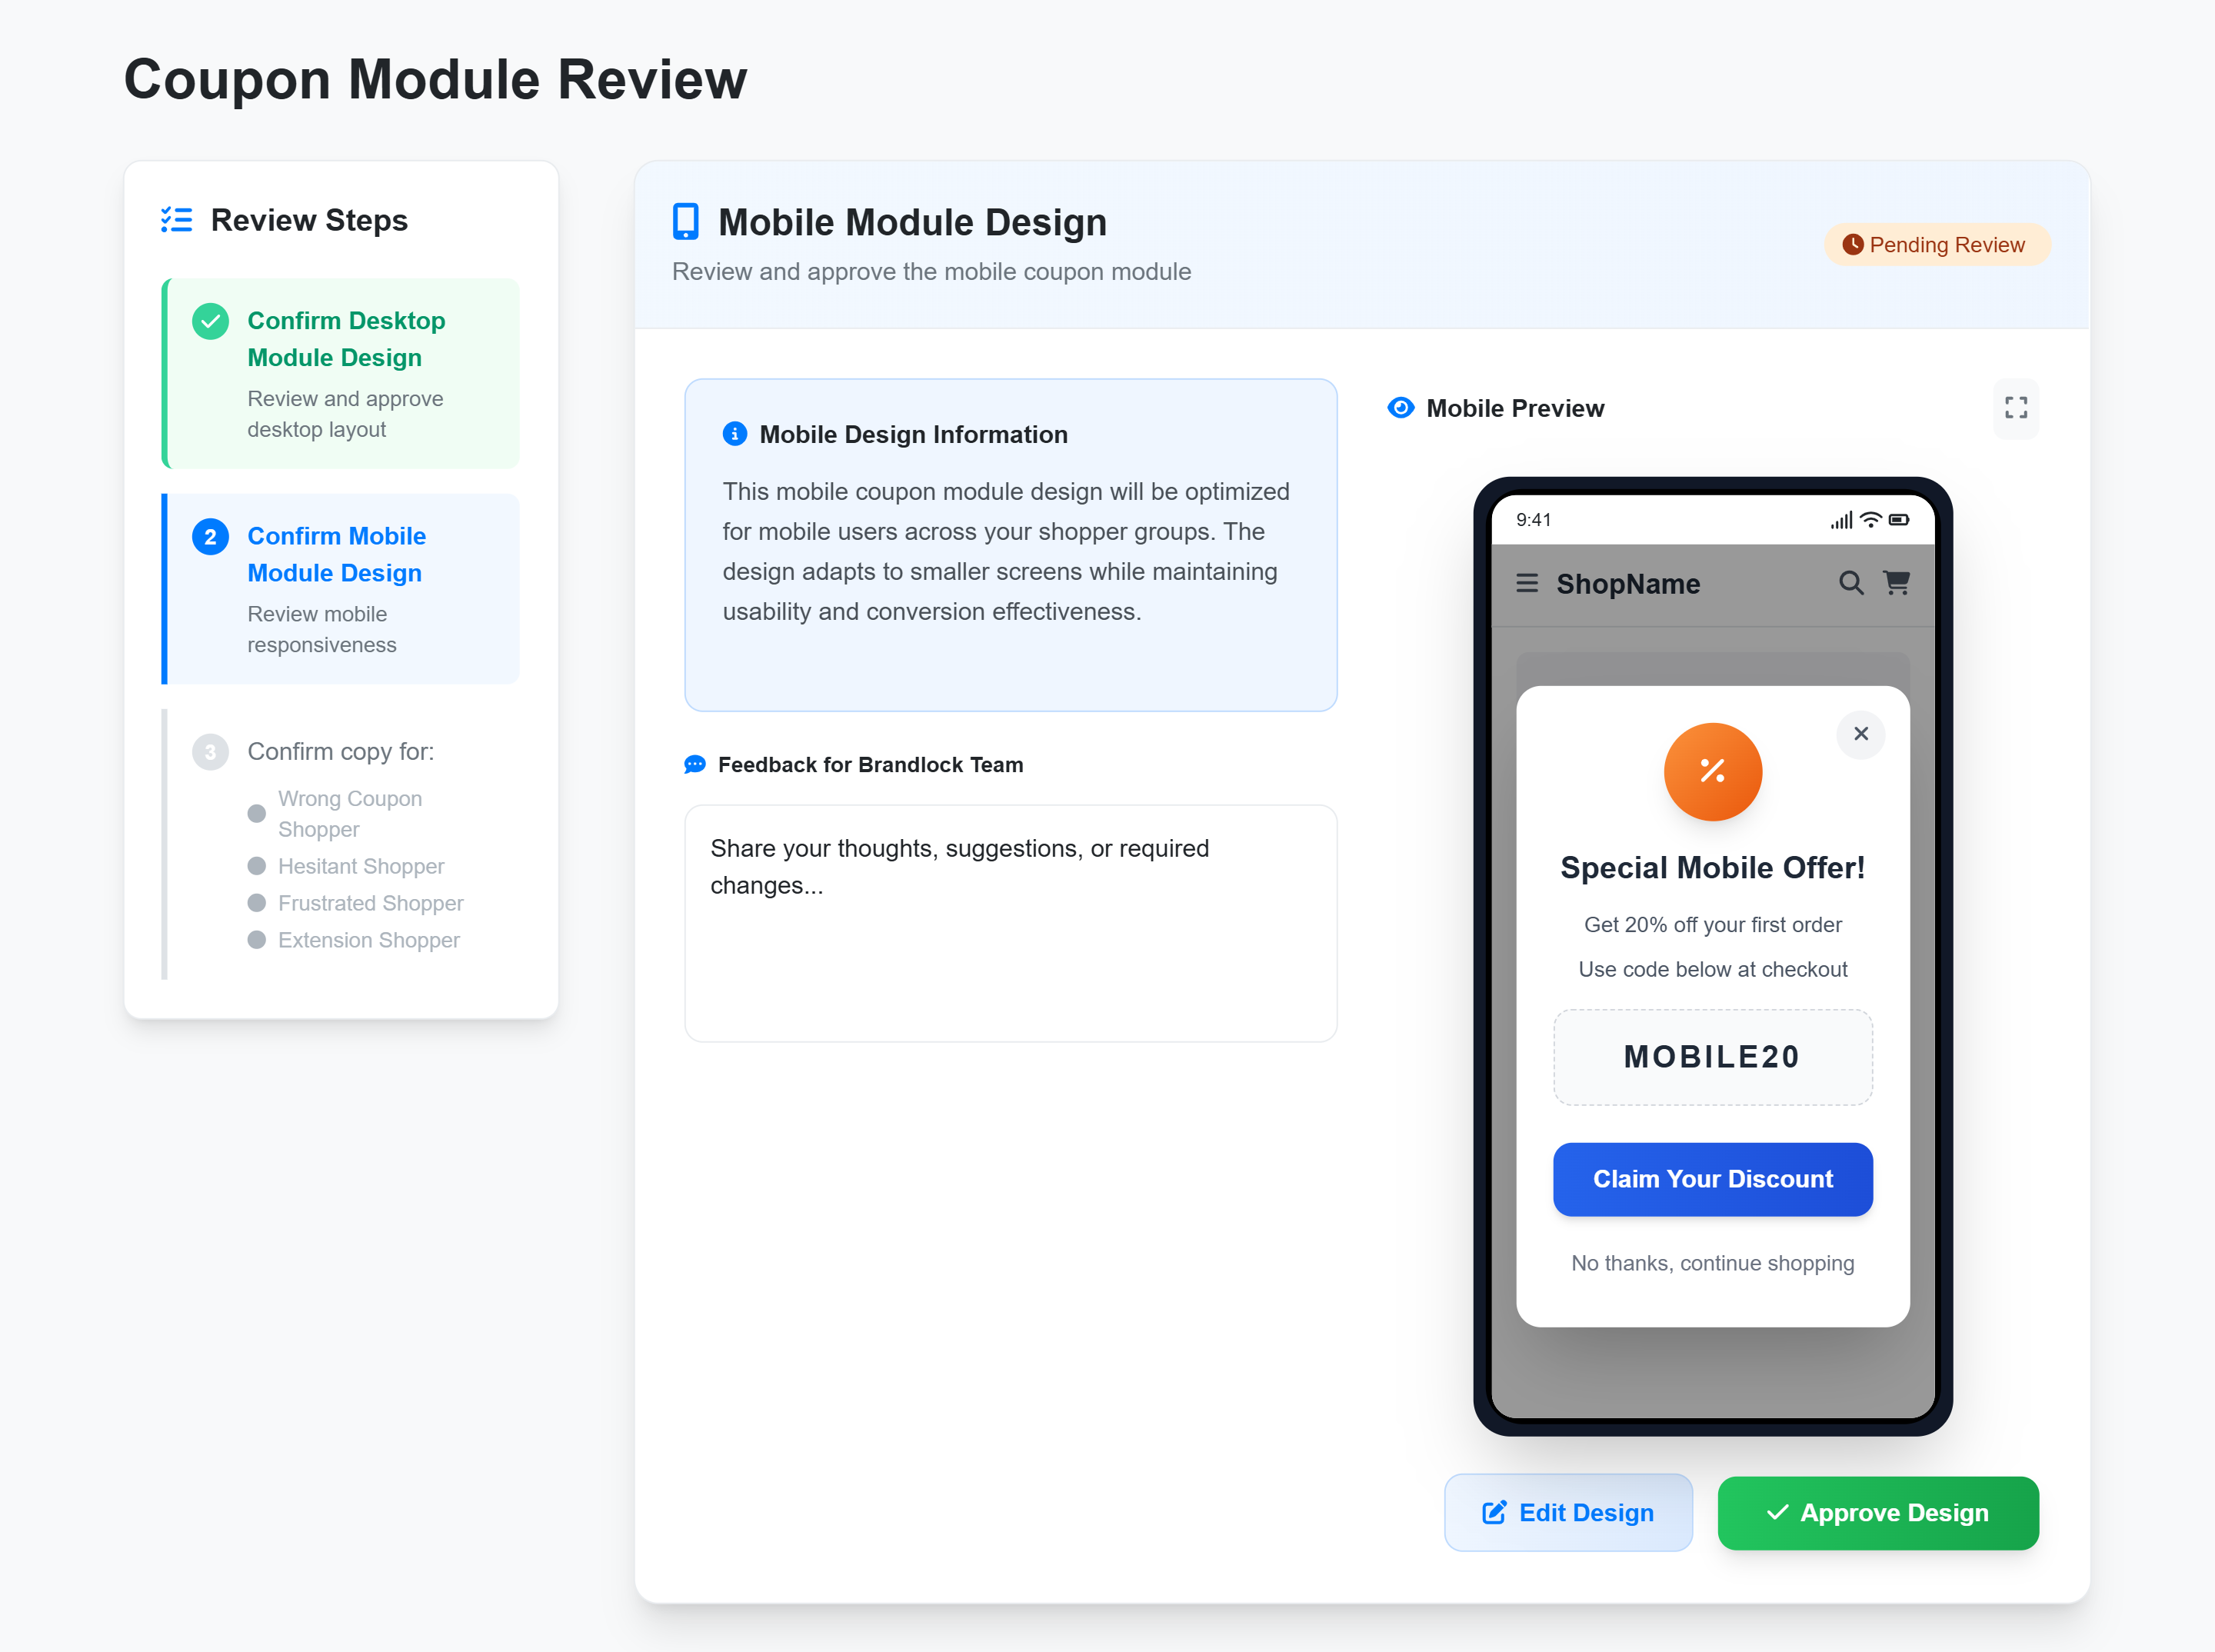 Coupon Module Review
Review Steps
Confirm Desktop
Module Design
Review and approve
desktop layout
2
Confirm Mobile
Module Design
Review mobile
responsiveness
3
Confirm copy for:
Wrong Coupon
Shopper
Hesitant Shopper
Frustrated Shopper
Extension Shopper
Mobile Module Design
Review and approve the mobile coupon module
Pending Review
Mobile Design Information
This mobile coupon module design will be optimized
for mobile users across your shopper groups. The
design adapts to smaller screens while maintaining
usability and conversion effectiveness.
Feedback for Brandlock Team
Share your thoughts, suggestions, or required
changes...
Mobile Preview
9:41
ShopName
Special Mobile Offer!
Get 20% off your first order
Use code below at checkout
MOBILE20
Claim Your Discount
No thanks, continue shopping
Edit Design
Approve Design